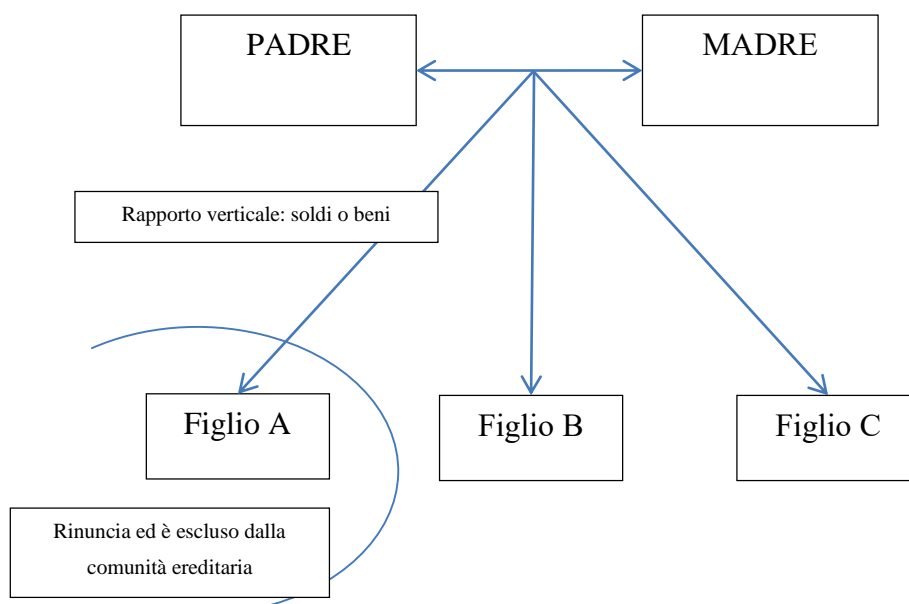 PADRE
MADRE
Rapporto verticale: soldi o beni
Figlio A
Figlio B
Figlio C
Rinuncia ed è escluso dalla
comunità ereditaria